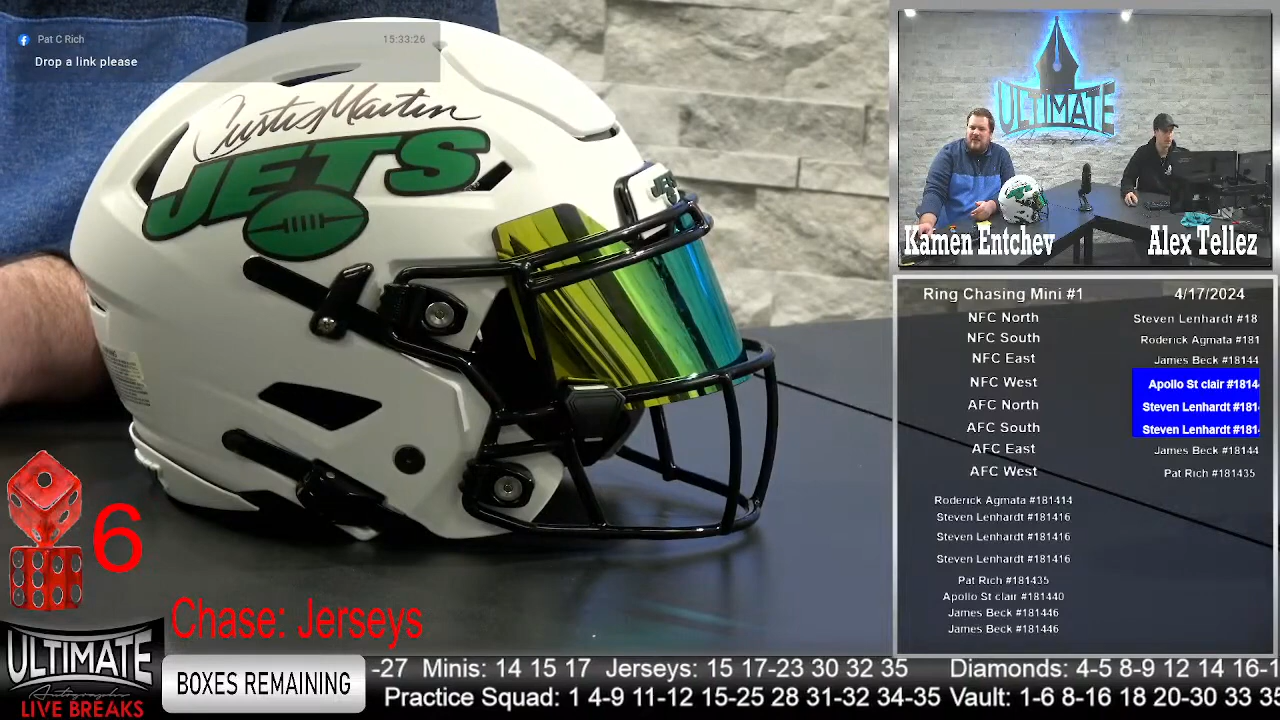 Pat C Rich 15:33:26
Drop a link please
Curtis Martin
JETS
JETS
6
Chase: Jerseys
ULTIMATE
Autographs
LIVE BREAKS
BOXES REMAINING
-27 Minis: 14 15 17 Jerseys: 15 17-23 30 32 35 Diamonds: 4-5 8-9 12 14 16-1
Practice Squad: 1 4-9 11-12 15-25 28 31-32 34-35 Vault: 1-6 8-16 18 20-30 33 35
ULTIMATE
Kamen Entchev Alex Tellez
Ring Chasing Mini #1 4/17/2024
NFC North Steven Lenhardt #18
NFC South Roderick Agmata #181
NFC East James Beck #18144
NFC West Apollo St clair #1814
AFC North Steven Lenhardt #181
AFC South Steven Lenhardt #181
AFC East James Beck #18144
AFC West Pat Rich #181435
Roderick Agmata #181414
Steven Lenhardt #181416
Steven Lenhardt #181416
Steven Lenhardt #181416
Pat Rich #181435
Apollo St clair #181440
James Beck #181446
James Beck #181446